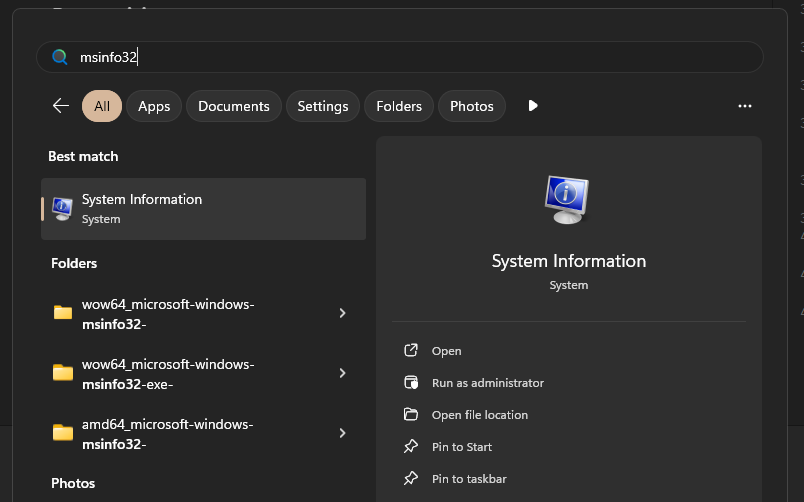 msinfo32
All
Apps
Documents
Settings
Folders
Photos
Best match
System Information
System
Folders
wow64_microsoft-windows-
msinfo32-
wow64_microsoft-windows-
msinfo32-exe-
amd64_microsoft-windows-
msinfo32-
Photos
System Information
System
Open
Run as administrator
Open file location
Pin to Start
Pin to taskbar